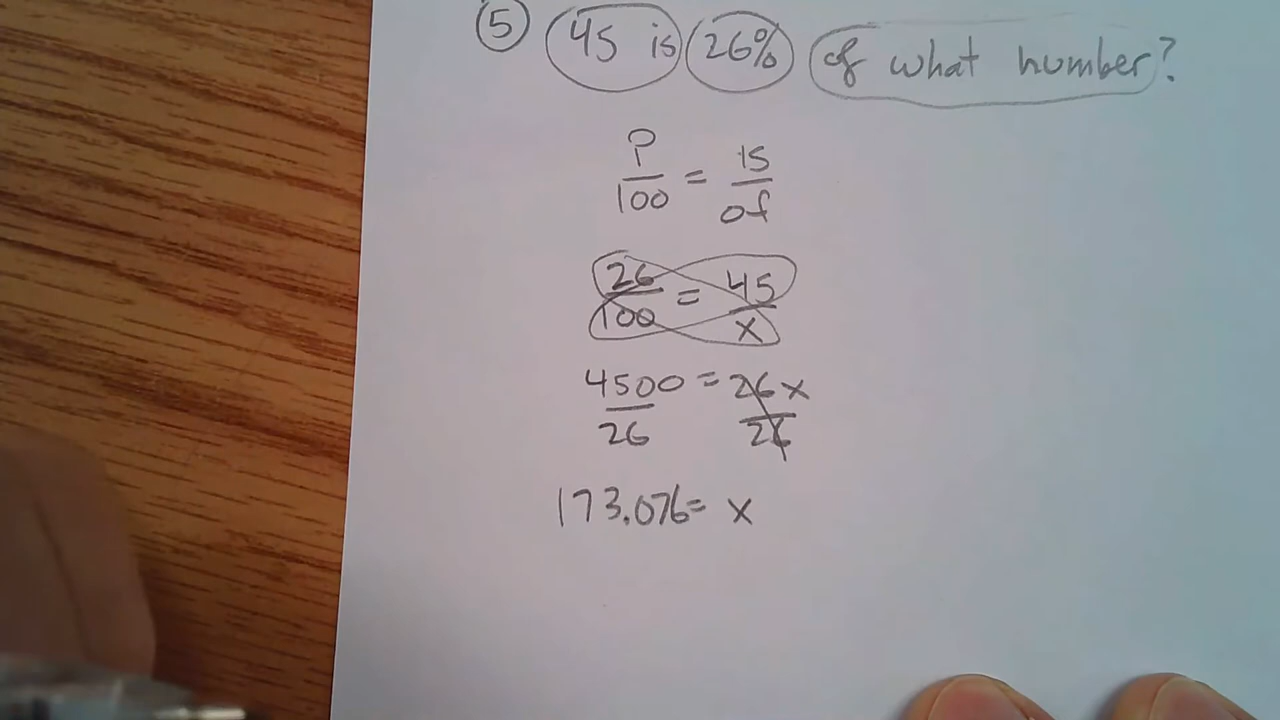 5 45 is 26% of what number?
P/100 = is/of
26/100 = 45/x
4500/26 = 26x/26
173.076 = x